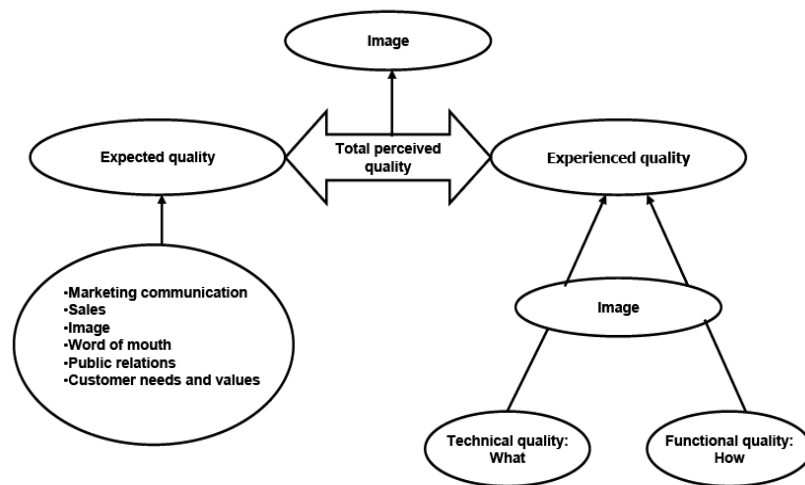 Image
Expected quality
Total perceived
quality
Experienced quality
•Marketing communication
•Sales
•Image
•Word of mouth
•Public relations
•Customer needs and values
Image
Technical quality:
What
Functional quality:
How